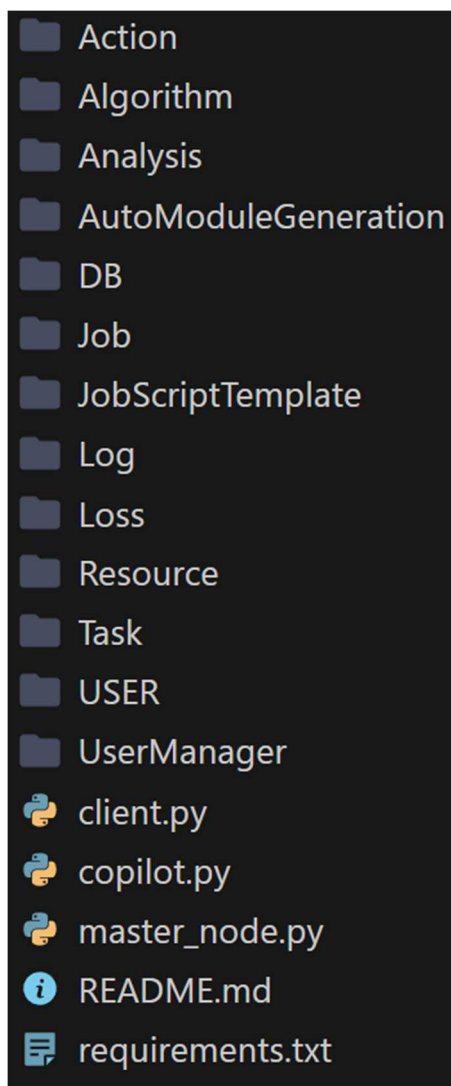 Action
Algorithm
Analysis
AutoModuleGeneration
DB
Job
JobScriptTemplate
Log
Loss
Resource
Task
USER
UserManager
client.py
copilot.py
master_node.py
README.md
requirements.txt